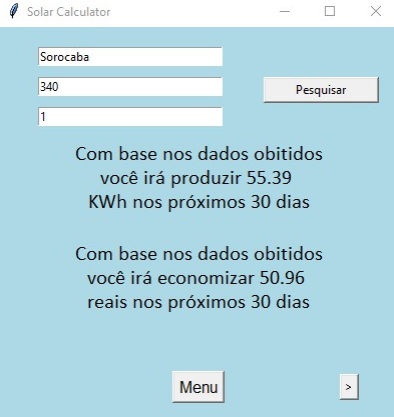 Solar Calculator
Sorocaba
340
Pesquisar
1
Com base nos dados obitidos
você irá produzir 55.39
KWh nos próximos 30 dias
Com base nos dados obitidos
você irá economizar 50.96
reais nos próximos 30 dias
Menu
>